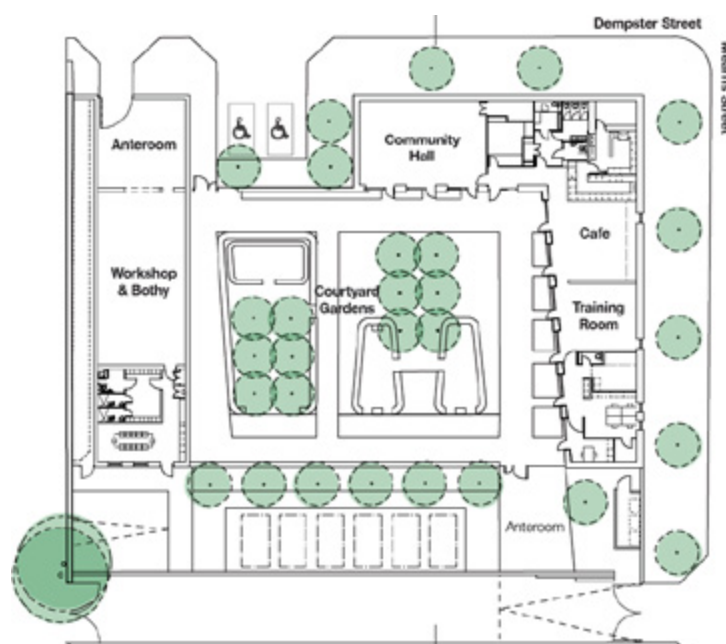 Dempster Street
Anteroom
Community
Hall
Cafe
Workshop
& Bothy
Courtyard
Gardens
Training
Room
Anteroom